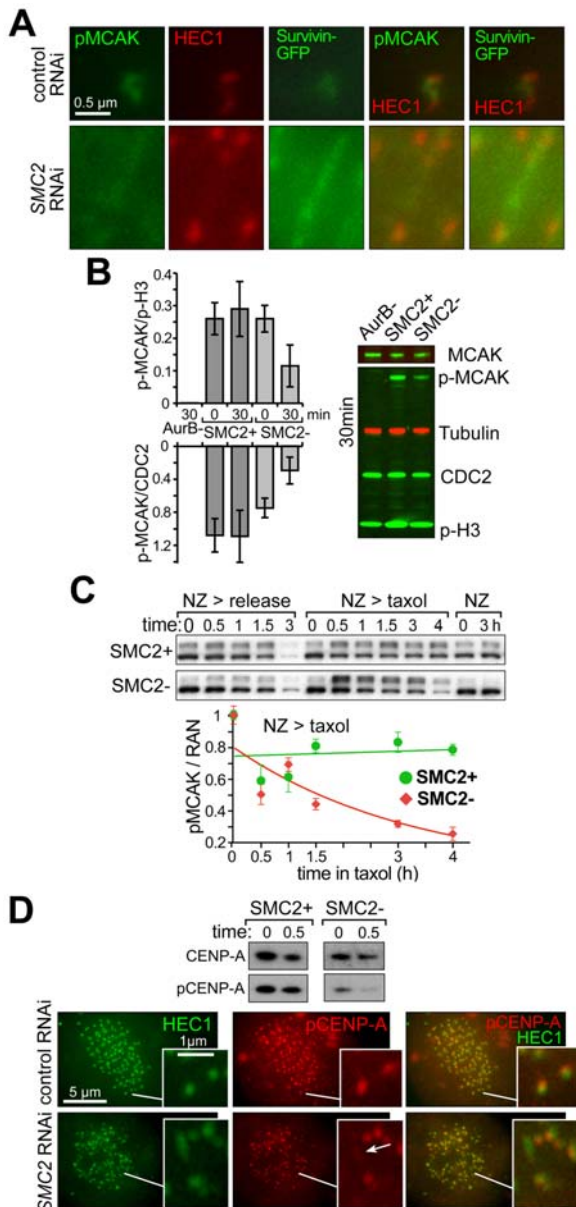 A
control RNAi
pMCAK HEC1 Survivin-GFP pMCAK Survivin-GFP
HEC1 HEC1
0.5 µm
SMC2 RNAi
B
p-MCAK/p-H3
0.4
0.3
0.2
0.1
0
30 0 30 0 30 min
AurB- SMC2+ SMC2-
p-MCAK/CDC2
0
0.4
0.8
1.2
AurB- SMC2+ SMC2-
30min
MCAK
p-MCAK
Tubulin
CDC2
p-H3
C
NZ > release NZ > taxol NZ
time: 0 0.5 1 1.5 3 0 0.5 1 1.5 3 4 0 3 h
SMC2+
SMC2-
pMCAK / RAN
1
0.8
0.6
0.4
0.2
NZ > taxol
SMC2+
SMC2-
0 0.5 1 1.5 3 4
time in taxol (h)
D
SMC2+ SMC2-
time: 0 0.5 0 0.5
CENP-A
pCENP-A
control RNAi
HEC1 pCENP-A pCENP-A
HEC1
1µm
5 µm
SMC2 RNAi